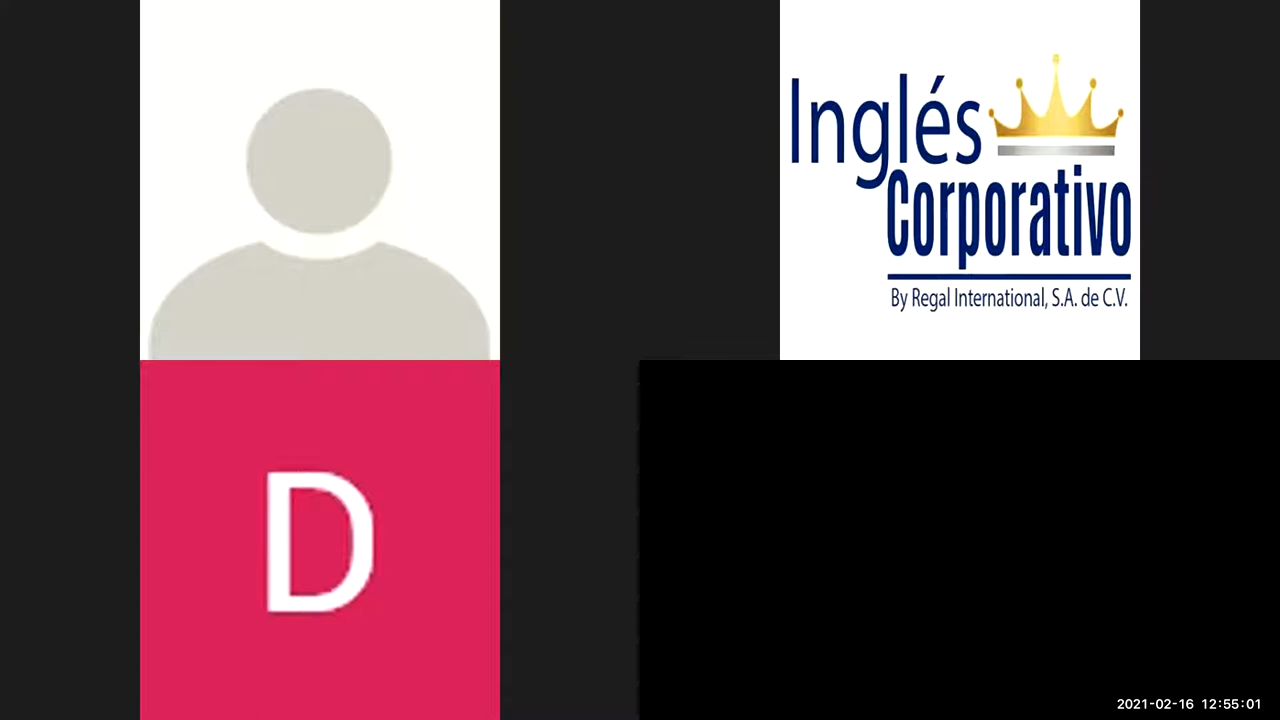 Inglés
Corporativo
By Regal International, S.A. de C.V.
D
2021-02-16 12:55:01